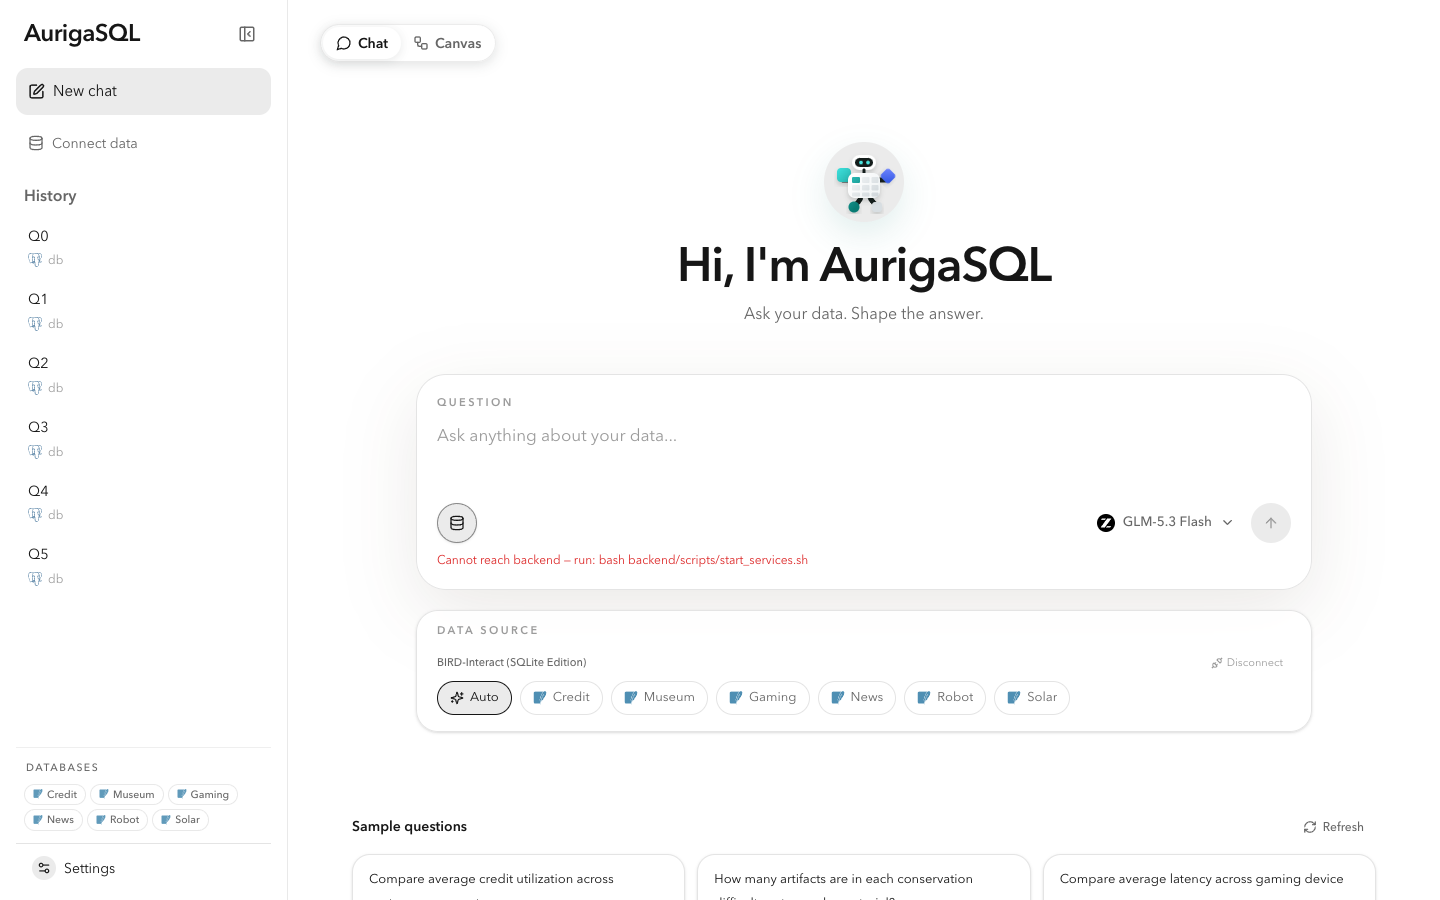 AurigaSQL
New chat
Connect data
History
Q0
db
Q1
db
Q2
db
Q3
db
Q4
db
Q5
db
DATABASES
Credit
Museum
Gaming
News
Robot
Solar
Settings
Chat
Canvas
Hi, I'm AurigaSQL
Ask your data. Shape the answer.
QUESTION
Ask anything about your data...
GLM-5.3 Flash
Cannot reach backend – run: bash backend/scripts/start_services.sh
DATA SOURCE
BIRD-Interact (SQLite Edition)
Disconnect
Auto
Credit
Museum
Gaming
News
Robot
Solar
Sample questions
Refresh
Compare average credit utilization across
How many artifacts are in each conservation
Compare average latency across gaming device